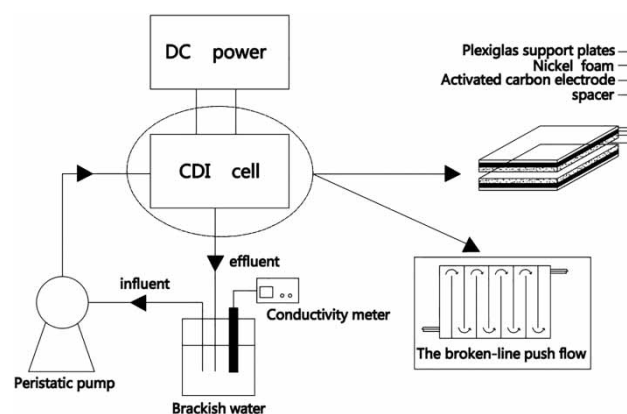 DC power
Plexiglas support plates
Nickel foam
Activated carbon electrode
spacer
CDI cell
effluent
influent
Conductivity meter
Peristatic pump
Brackish water
The broken-line push flow